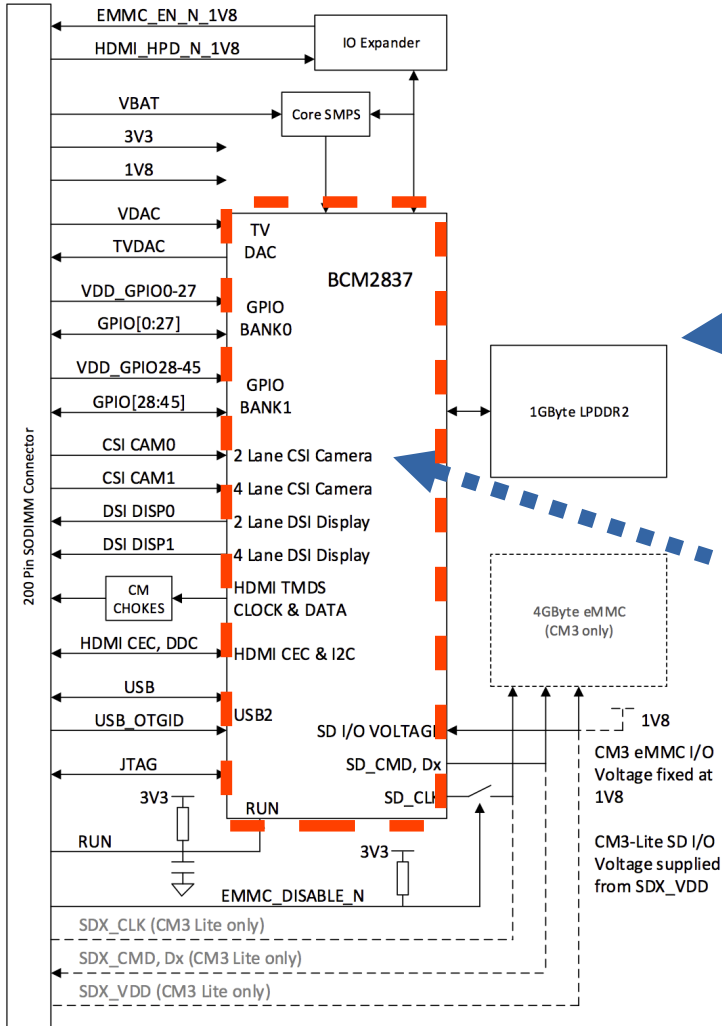 EMMC_EN_N_1V8
IO Expander
HDMI_HPD_N_1V8
VBAT
Core SMPS
3V3
1V8
VDAC
TV
DAC
TVDAC
BCM2837
VDD_GPIO0-27
GPIO
BANK0
GPIO[0:27]
VDD_GPIO28-45
GPIO
BANK1
GPIO[28:45]
1GByte LPDDR2
CSI CAM0
2 Lane CSI Camera
CSI CAM1
4 Lane CSI Camera
DSI DISP0
2 Lane DSI Display
DSI DISP1
4 Lane DSI Display
200 Pin SODIMM Connector
CM
CHOKES
HDMI TMDS
CLOCK & DATA
4GByte eMMC
(CM3 only)
HDMI CEC, DDC
HDMI CEC & I2C
USB
USB2
USB_OTGID
SD I/O VOLTAGE
1V8
JTAG
SD_CMD, Dx
CM3 eMMC I/O
Voltage fixed at
1V8
SD_CLK
3V3
RUN
RUN
3V3
CM3-Lite SD I/O
Voltage supplied
from SDX_VDD
EMMC_DISABLE_N
SDX_CLK (CM3 Lite only)
SDX_CMD, Dx (CM3 Lite only)
SDX_VDD (CM3 Lite only)